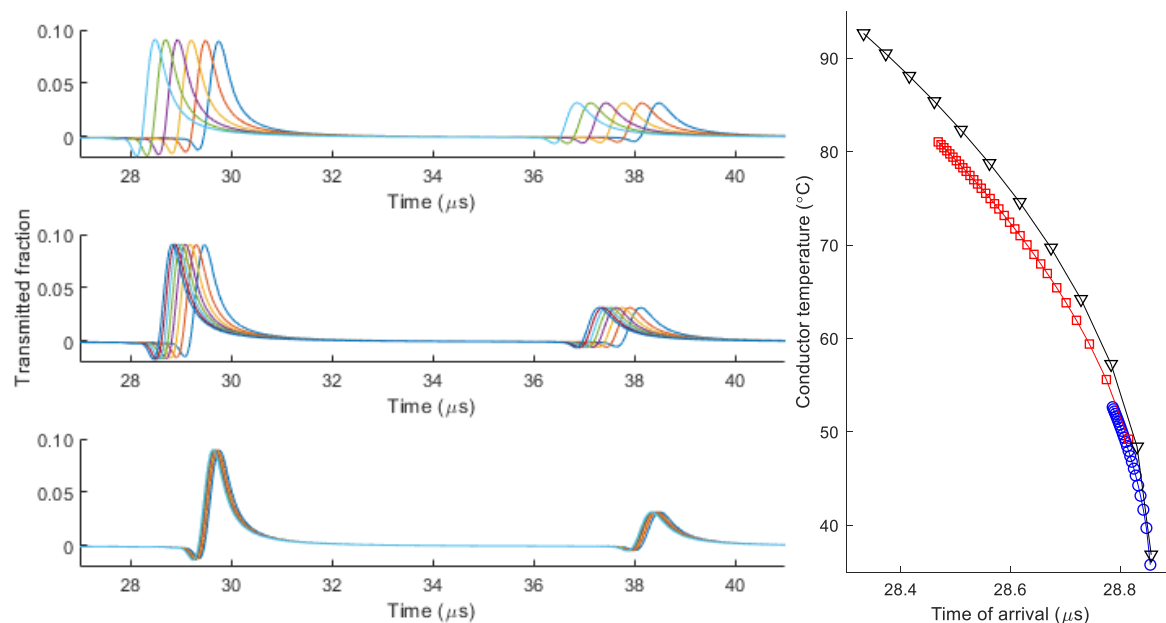 0.10
0.05
0
28 30 32 34 36 38 40
Time (μs)
Transmitted fraction
0.10
0.05
0
28 30 32 34 36 38 40
Time (μs)
0.10
0.05
0
28 30 32 34 36 38 40
Time (μs)
Conductor temperature (°C)
90
80
70
60
50
40
28.4 28.6 28.8
Time of arrival (μs)